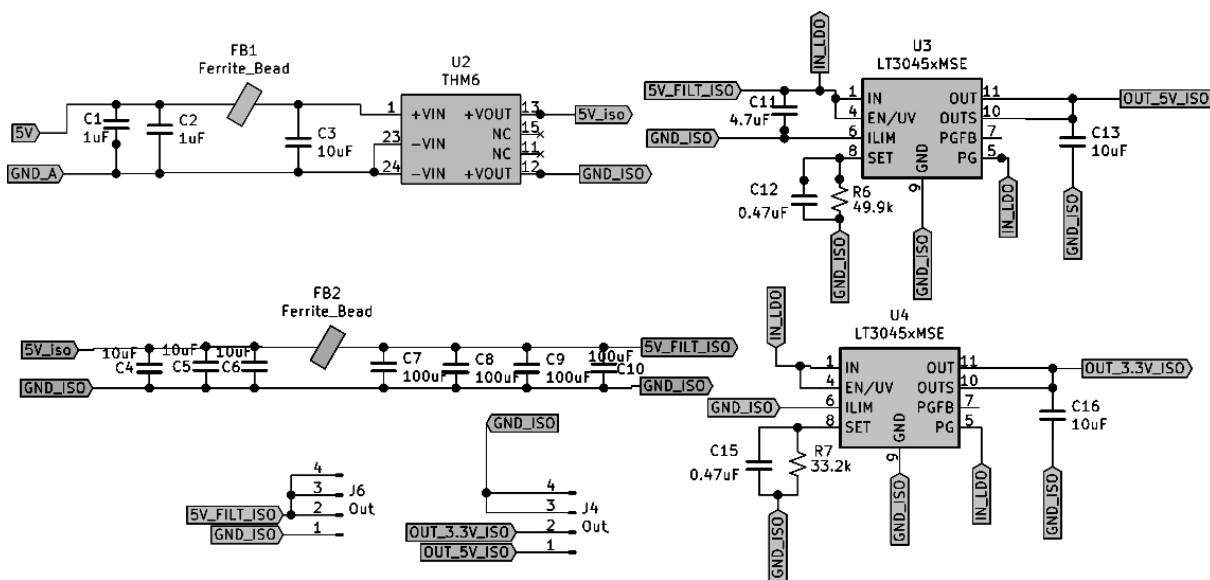 FB1
Ferrite_Bead
5V
GND_A
C1
1uF
C2
1uF
C3
10uF
U2
THM6
1
+VIN
23
−VIN
24
−VIN
+VOUT
13
NC
15
NC
11
+VOUT
12
5V_iso
GND_ISO
IN_LDO
5V_FILT_ISO
GND_ISO
C11
4.7uF
U3
LT3045xMSE
1
IN
4
EN/UV
6
ILIM
8
SET
GND
9
OUT
11
OUTS
10
PGFB
7
PG
5
OUT_5V_ISO
C13
10uF
C12
0.47uF
R6
49.9k
GND_ISO
GND_ISO
IN_LDO
GND_ISO
FB2
Ferrite_Bead
5V_iso
GND_ISO
10uF
C4
10uF
C5
10uF
C6
C7
100uF
C8
100uF
C9
100uF
100uF
C10
5V_FILT_ISO
GND_ISO
IN_LDO
U4
LT3045xMSE
1
IN
4
EN/UV
6
ILIM
8
SET
GND
9
OUT
11
OUTS
10
PGFB
7
PG
5
GND_ISO
OUT_3.3V_ISO
C16
10uF
C15
0.47uF
R7
33.2k
GND_ISO
GND_ISO
IN_LDO
GND_ISO
4
3
2
1
J6
Out
5V_FILT_ISO
GND_ISO
GND_ISO
4
3
2
1
J4
Out
OUT_3.3V_ISO
OUT_5V_ISO